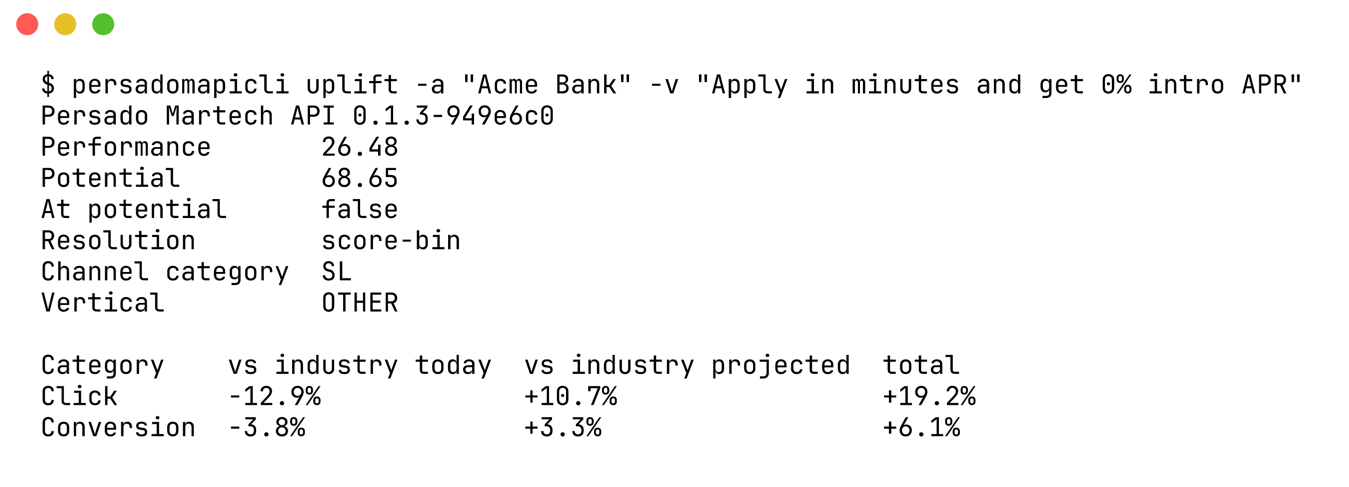 $ persadomapicli uplift -a "Acme Bank" -v "Apply in minutes and get 0% intro APR"
Persado Martech API 0.1.3-949e6c0
Performance       26.48
Potential         68.65
At potential      false
Resolution        score-bin
Channel category  SL
Vertical          OTHER

Category    vs industry today  vs industry projected  total
Click       -12.9%             +10.7%                 +19.2%
Conversion  -3.8%              +3.3%                  +6.1%